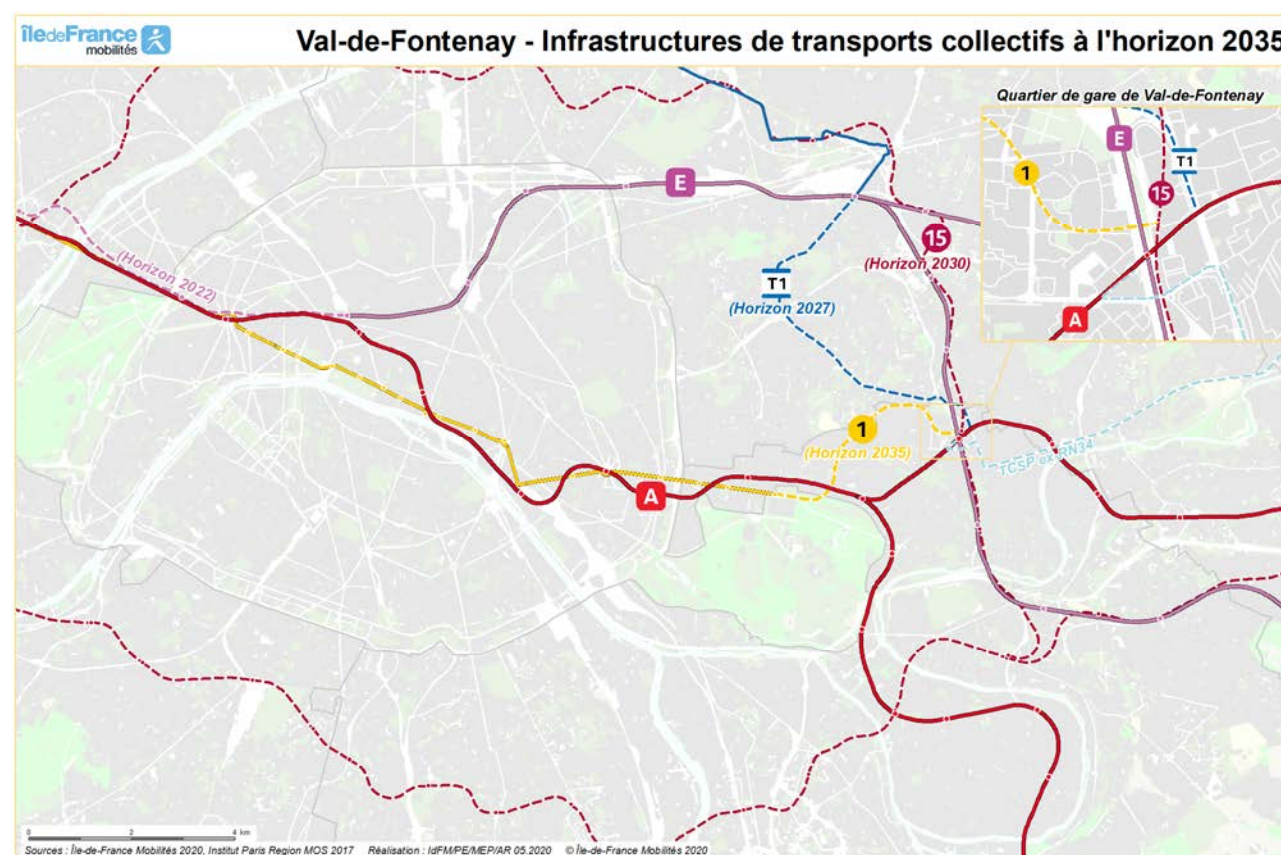 îledeFrance
mobilités
Val-de-Fontenay - Infrastructures de transports collectifs à l'horizon 2035
Quartier de gare de Val-de-Fontenay
E
T1
1
15
A
E
15
(Horizon 2030)
(Horizon 2022)
T1
(Horizon 2027)
1
(Horizon 2035)
TCSP ex RN34
A
0 2 4 km
Sources : Île-de-France Mobilités 2020, Institut Paris Region MOS 2017 Réalisation : IdFM/PE/MEP/AR 05.2020 © Île-de-France Mobilités 2020